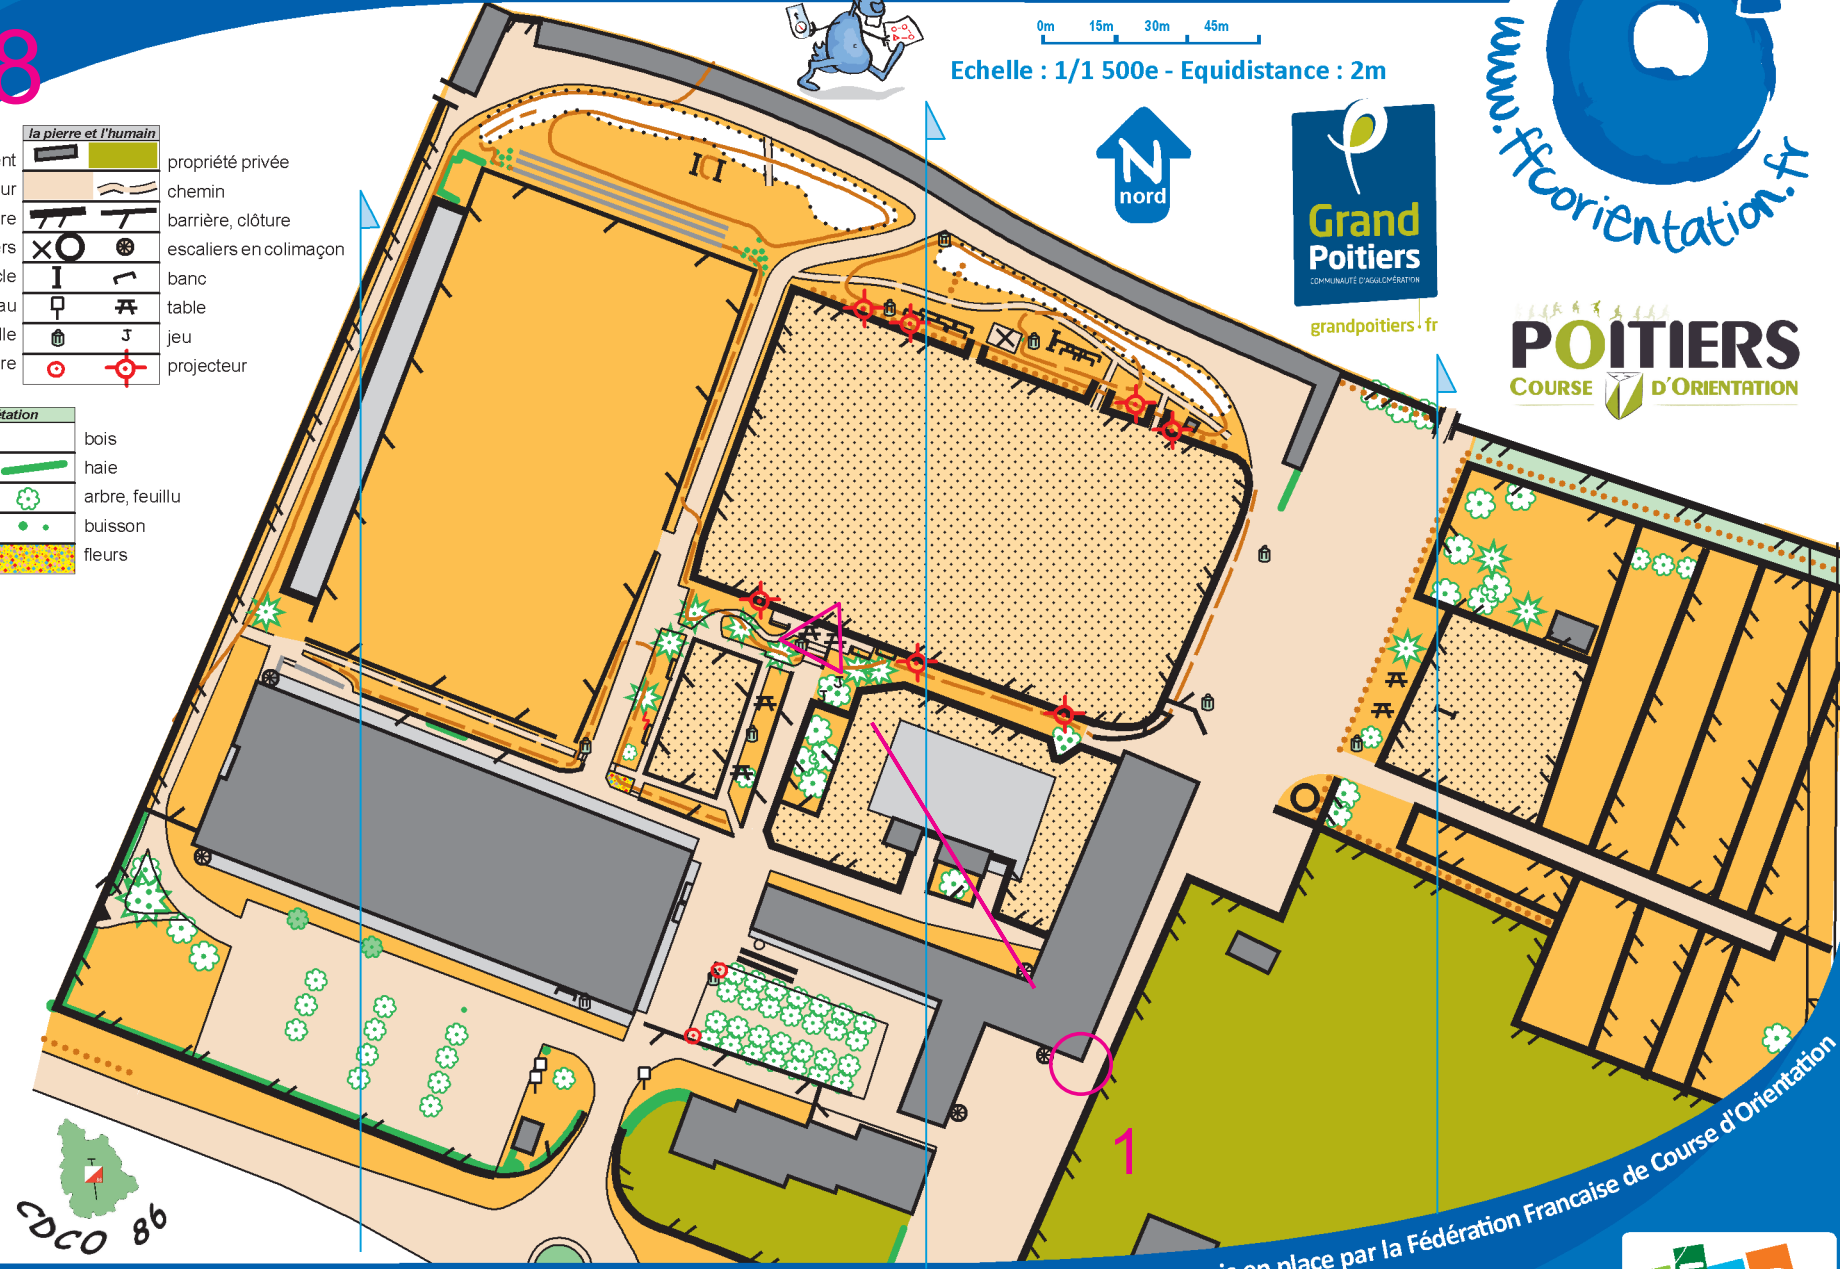 8
0m 15m 30m 45m
Echelle : 1/1 500e - Equidistance : 2m
N
nord
www.ffcorientation.fr
Grand
Poitiers
COMMUNAUTÉ D'AGGLOMÉRATION
grandpoitiers.fr
POITIERS
COURSE D'ORIENTATION
la pierre et l'humain
propriété privée
chemin
barrière, clôture
escaliers en colimaçon
banc
table
jeu
projecteur
bois
haie
arbre, feuillu
buisson
fleurs
1
CDCO 86
en place par la Fédération Francaise de Course d'Orientation